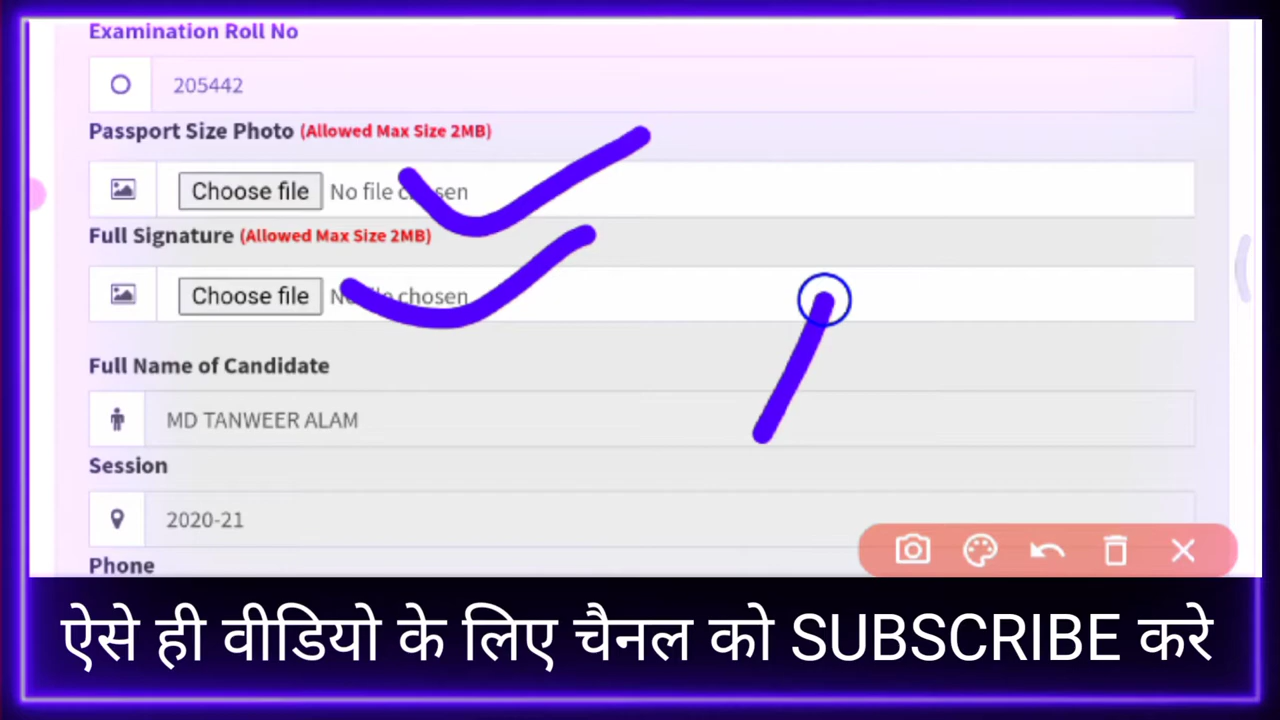 Examination Roll No
205442
Passport Size Photo (Allowed Max Size 2MB)
Choose file No file chosen
Full Signature (Allowed Max Size 2MB)
Choose file No file chosen
Full Name of Candidate
MD TANWEER ALAM
Session
2020-21
Phone
ऐसे ही वीडियो के लिए चैनल को SUBSCRIBE करे